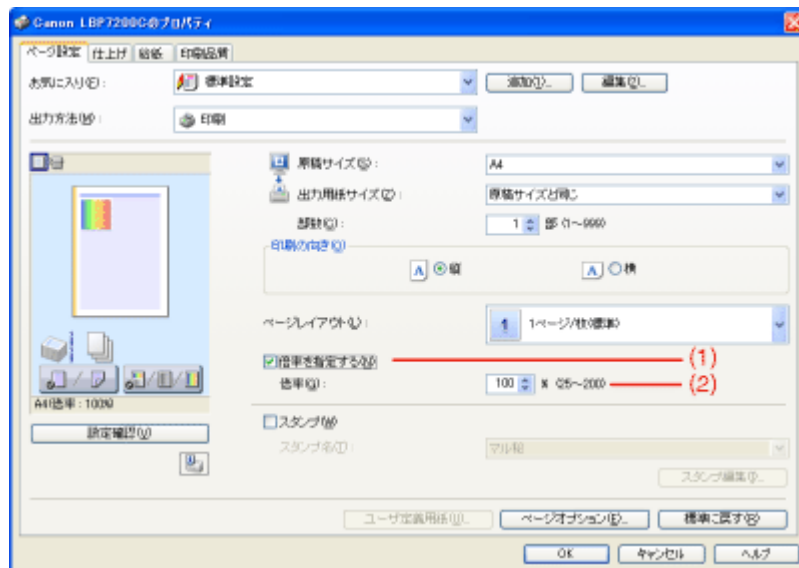 Canon LBP7200Cのプロパティ
ページ設定 仕上げ 給紙 印刷品質
お気に入り(F): 標準設定 追加(1)... 編集(2)...
出力方法(M): 印刷
原稿サイズ(S): A4
出力用紙サイズ(Z): 原稿サイズと同じ
部数(C): 1 部 (1～999)
印刷の向き(O)
A 縦 A 横
ページレイアウト(L): 1 1ページ/枚(標準)
倍率を指定する(N) (1)
倍率(G): 100 % (25～200) (2)
A4(倍率: 100%)
スタンプ(W)
設定確認(V)
スタンプ名(T): マル秘
スタンプ編集(I)...
ユーザ定義用紙(U)... ページオプション(E)... 標準に戻す(R)
OK キャンセル ヘルプ